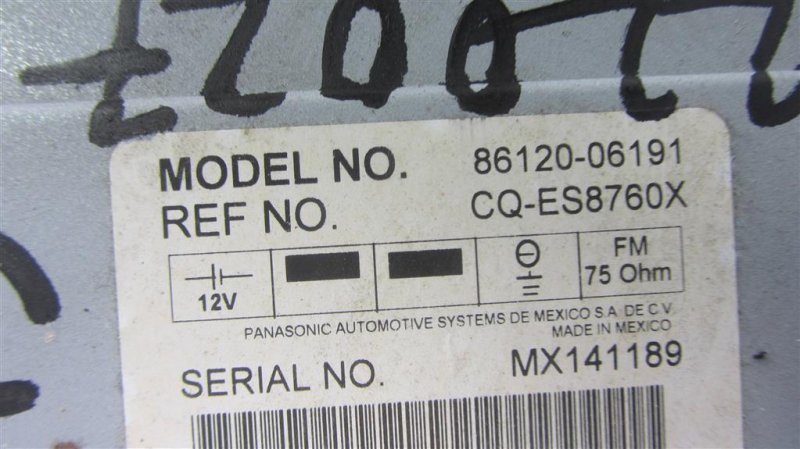 MODEL NO. 86120-06191
REF NO. CQ-ES8760X
12V
FM
75 Ohm
PANASONIC AUTOMOTIVE SYSTEMS DE MEXICO S.A. DE C.V.
MADE IN MEXICO
SERIAL NO. MX141189